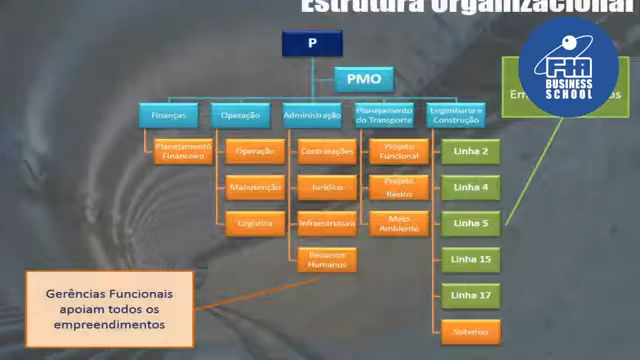 Estrutura Organizacional
P
PMO
Finanças
Operação
Administração
Planejamento
de Transporte
Engenharia e
Construção
Planejamento
Financeiro
Operação
Contratações
Projeto
Funcional
Linha 2
Manutenção
Jurídico
Projeto
Básico
Linha 4
Logística
Infraestrutura
Meio
Ambiente
Linha 5
Recursos
Humanos
Linha 15
Linha 17
Sistemas
Gerências Funcionais
apoiam todos os
empreendimentos
FIA
BUSINESS
SCHOOL